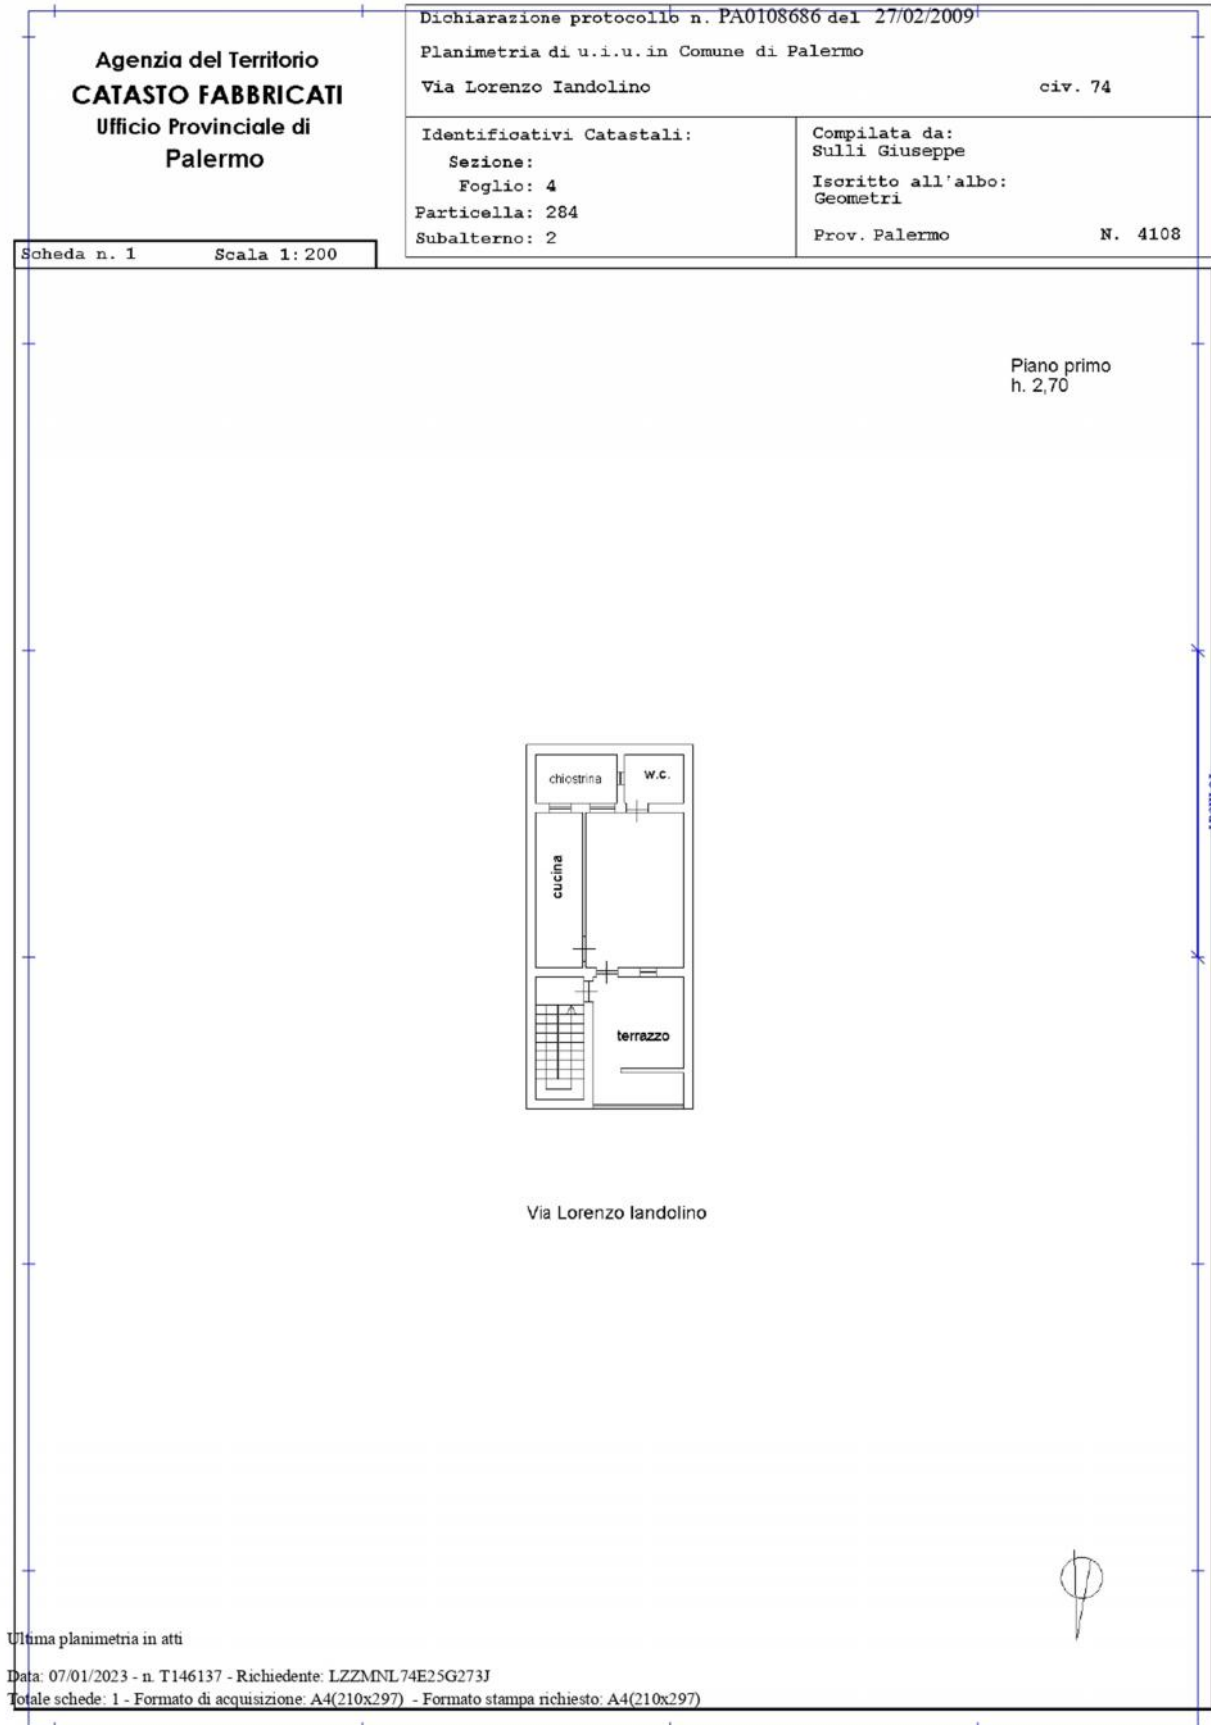 Agenzia del Territorio
CATASTO FABBRICATI
Ufficio Provinciale di
Palermo
Dichiarazione protocollo n. PA0108686 del 27/02/2009
Planimetria di u.i.u. in Comune di Palermo
Via Lorenzo Iandolino civ. 74
Identificativi Catastali:
Sezione:
Foglio: 4
Particella: 284
Subalterno: 2
Compilata da:
Sulli Giuseppe
Iscritto all'albo:
Geometri
Prov. Palermo N. 4108
Scheda n. 1 Scala 1:200
Piano primo
h. 2,70
chiostrina
w.c.
cucina
terrazzo
Via Lorenzo Iandolino
Ultima planimetria in atti
Data: 07/01/2023 - n. T146137 - Richiedente: LZZMNL74E25G273J
Totale schede: 1 - Formato di acquisizione: A4(210x297) - Formato stampa richiesto: A4(210x297)